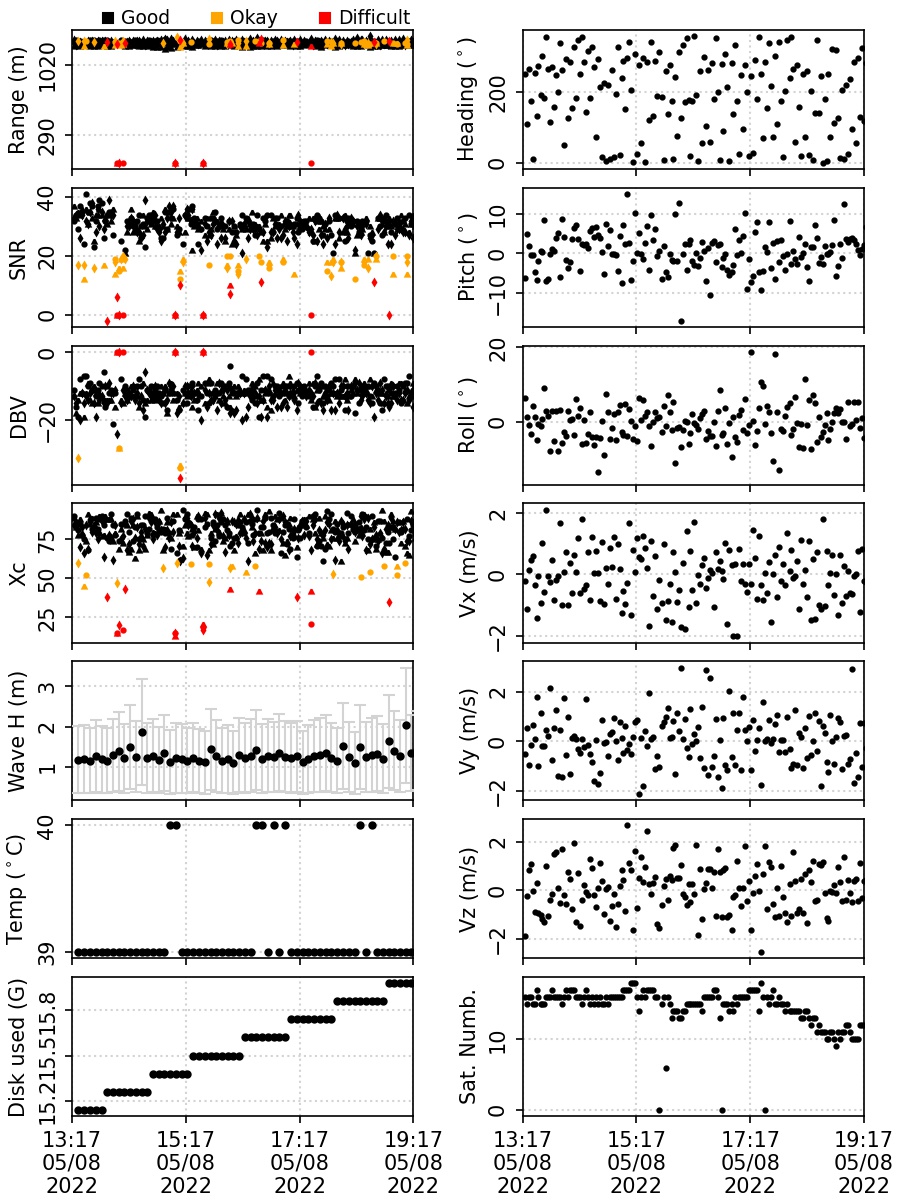 Good Okay Difficult
Range (m)
1020
290
Heading (°)
200
0
SNR
40
20
0
Pitch (°)
10
0
−10
DBV
0
−20
Roll (°)
20
0
Xc
75
50
25
Vx (m/s)
2
0
−2
Wave H (m)
3
2
1
Vy (m/s)
2
0
−2
Temp (°C)
40
39
Vz (m/s)
2
0
−2
Disk used (G)
15.8
15.5
15.2
Sat. Numb.
10
0
13:17 15:17 17:17 19:17 13:17 15:17 17:17 19:17
05/08 05/08 05/08 05/08 05/08 05/08 05/08 05/08
2022 2022 2022 2022 2022 2022 2022 2022